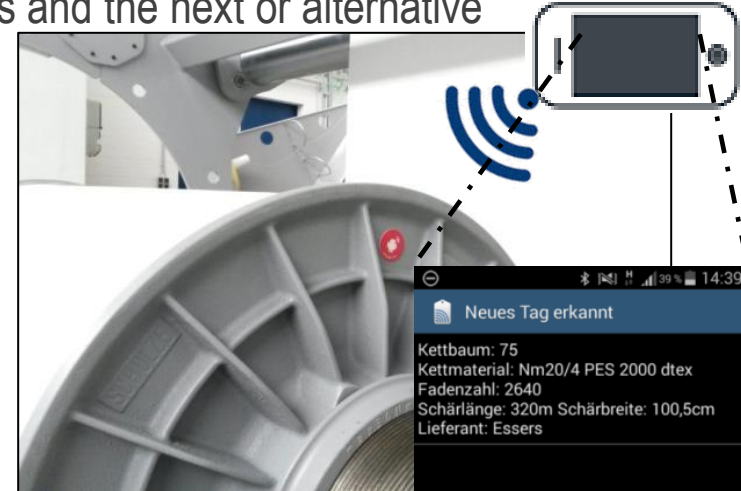 s and the next or alternative
39 % 14:39
Neues Tag erkannt
Kettbaum: 75
Kettmaterial: Nm20/4 PES 2000 dtex
Fadenzahl: 2640
Schärlänge: 320m Schärbreite: 100,5cm
Lieferant: Essers